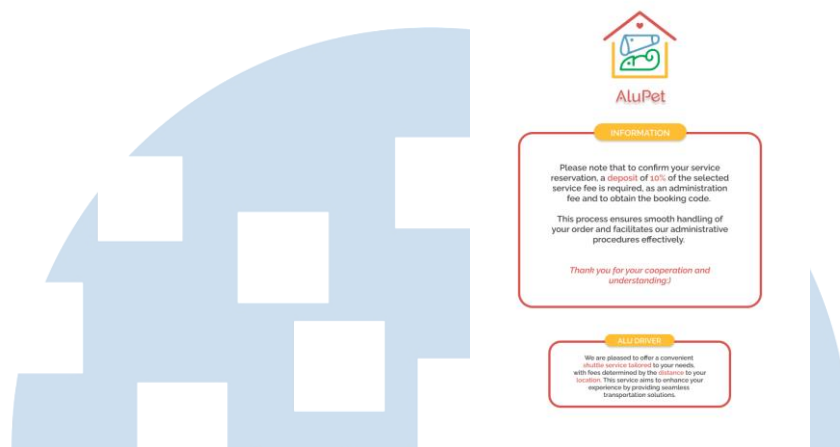 AluPet
INFORMATION
Please note that to confirm your service
reservation, a deposit of 10% of the selected
service fee is required, as an administration
fee and to obtain the booking code.
This process ensures smooth handling of
your order and facilitates our administrative
procedures effectively.
Thank you for your cooperation and
understanding:)
ALU DRIVER
We are pleased to offer a convenient
shuttle service tailored to your needs,
with fees determined by the distance to your
location. This service aims to enhance your
experience by providing seamless
transportation solutions.